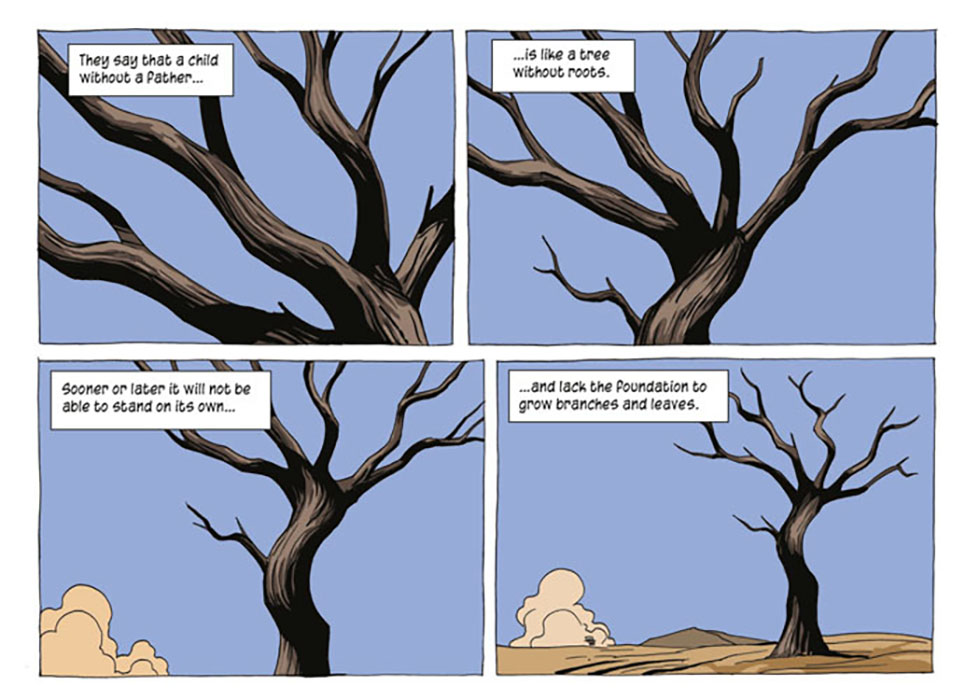 They say that a child
without a father...
...is like a tree
without roots.
Sooner or later it will not be
able to stand on its own...
...and lack the foundation to
grow branches and leaves.